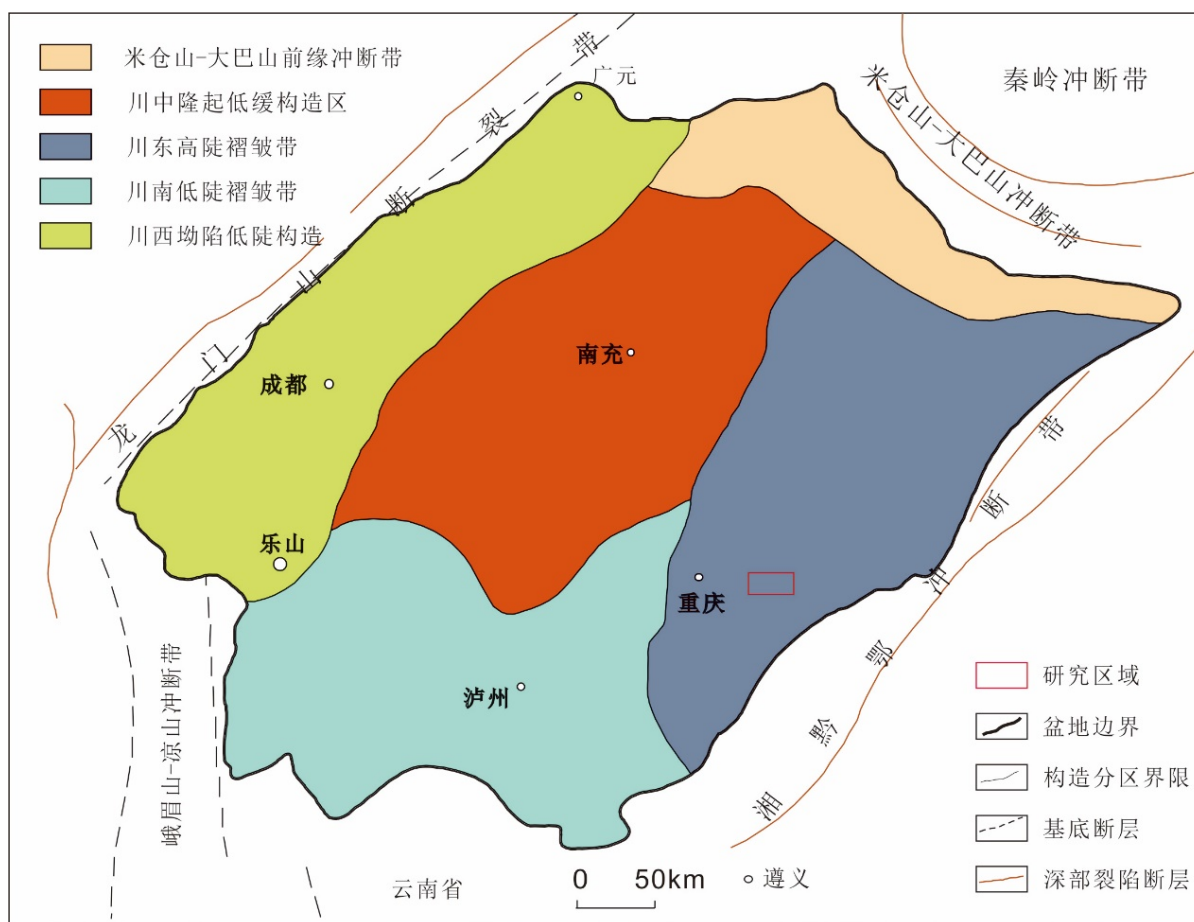 米仓山-大巴山前缘冲断带
川中隆起低缓构造区
川东高陡褶皱带
川南低陡褶皱带
川西坳陷低陡构造
龙门山断裂带
广元
秦岭冲断带
米仓山-大巴山冲断带
成都
南充
乐山
重庆
泸州
峨眉山-凉山冲断带
湘黔鄂冲断带
云南省
0 50km
遵义
研究区域
盆地边界
构造分区界限
基底断层
深部裂陷断层